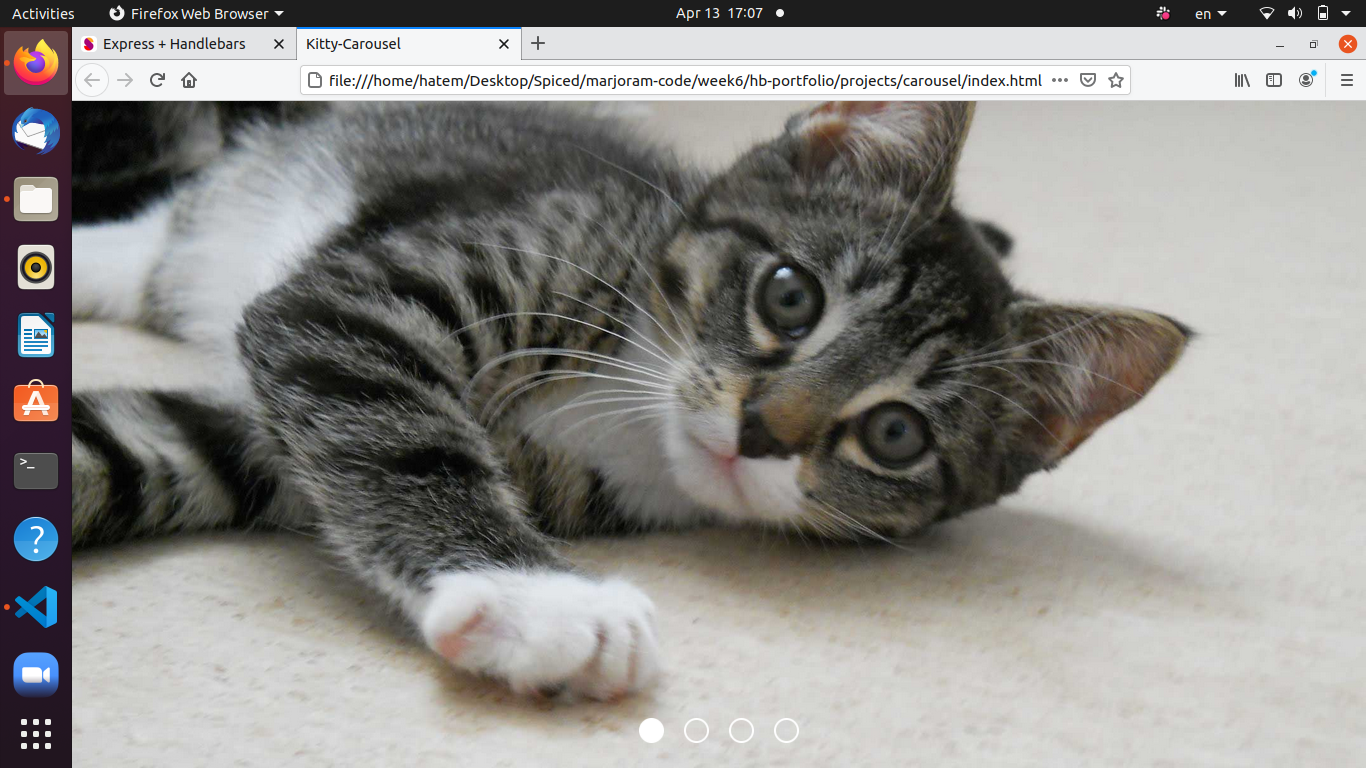 Activities Firefox Web Browser Apr 13 17:07 en
Express + Handlebars Kitty-Carousel
file:///home/hatem/Desktop/Spiced/marjoram-code/week6/hb-portfolio/projects/carousel/index.html